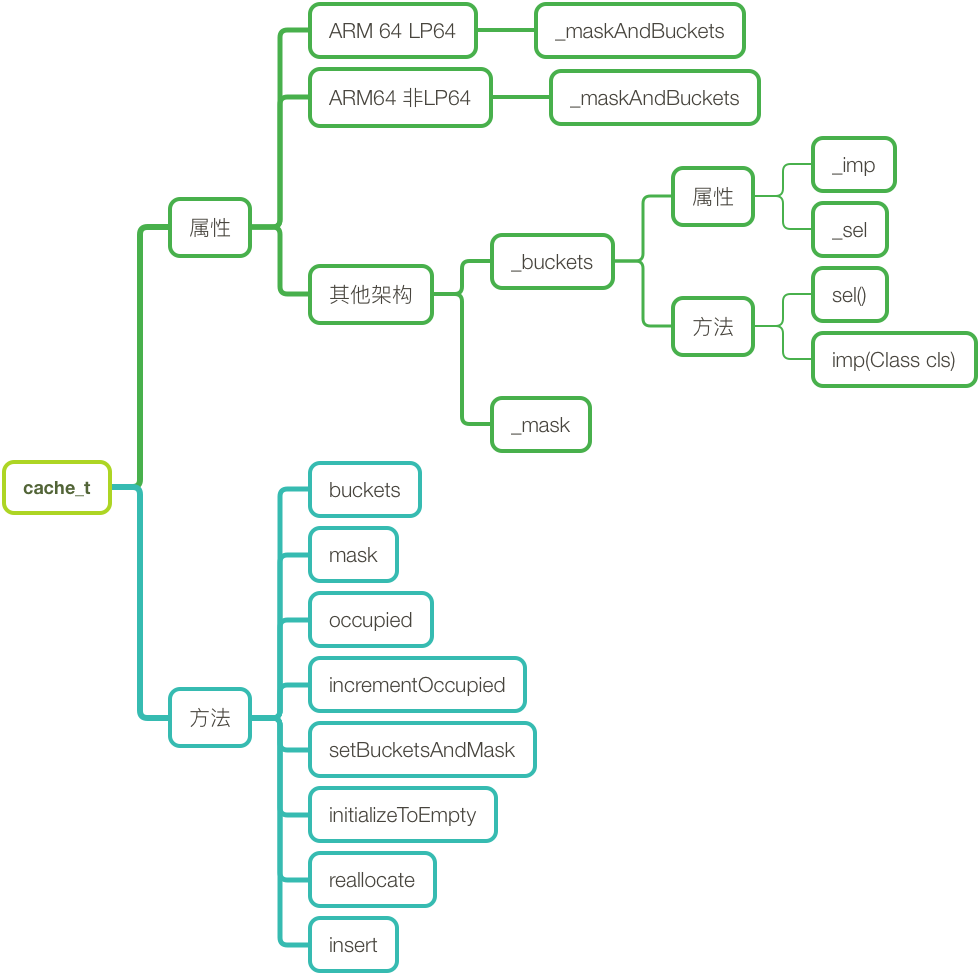 cache_t
属性
ARM 64 LP64
_maskAndBuckets
ARM64 非LP64
_maskAndBuckets
其他架构
_buckets
属性
_imp
_sel
方法
sel()
imp(Class cls)
_mask
方法
buckets
mask
occupied
incrementOccupied
setBucketsAndMask
initializeToEmpty
reallocate
insert